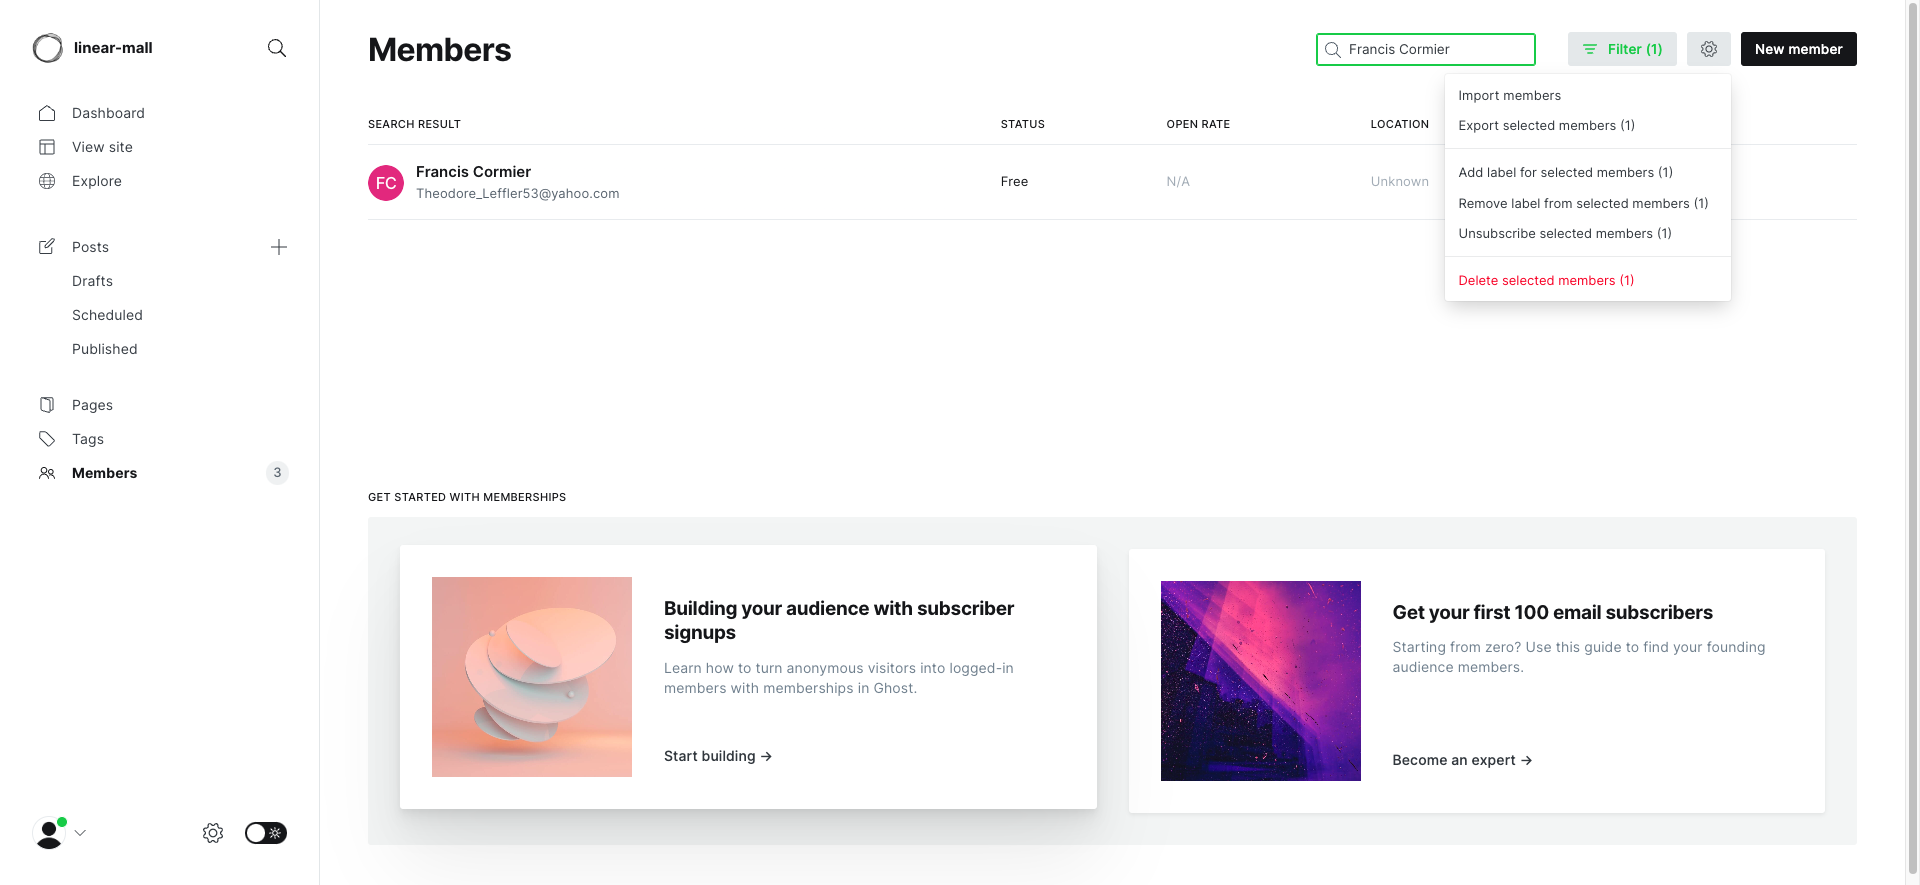 linear-mall
Dashboard
View site
Explore
Posts
Drafts
Scheduled
Published
Pages
Tags
Members
3
Members
Francis Cormier
Filter (1)
New member
Import members
Export selected members (1)
Add label for selected members (1)
Remove label from selected members (1)
Unsubscribe selected members (1)
Delete selected members (1)
SEARCH RESULT
STATUS
OPEN RATE
LOCATION
FC
Francis Cormier
Theodore_Leffler53@yahoo.com
Free
N/A
Unknown
GET STARTED WITH MEMBERSHIPS
Building your audience with subscriber
signups
Learn how to turn anonymous visitors into logged-in
members with memberships in Ghost.
Start building →
Get your first 100 email subscribers
Starting from zero? Use this guide to find your founding
audience members.
Become an expert →